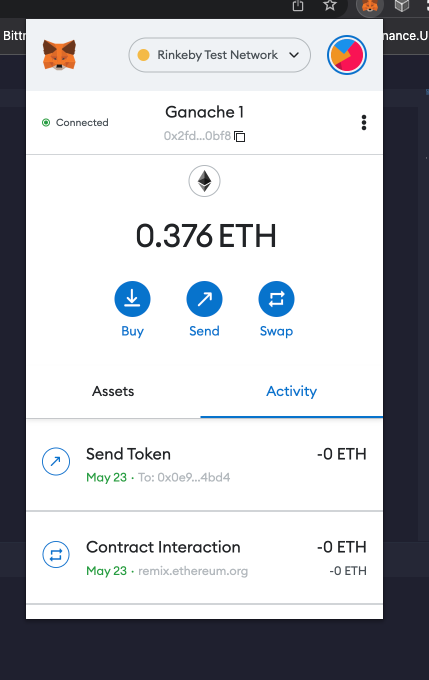 Bittr
nance.U
Rinkeby Test Network
Connected
Ganache 1
0x2fd...0bf8
0.376 ETH
Buy
Send
Swap
Assets
Activity
Send Token
-0 ETH
May 23 · To: 0x0e9...4bd4
Contract Interaction
-0 ETH
May 23 · remix.ethereum.org
-0 ETH